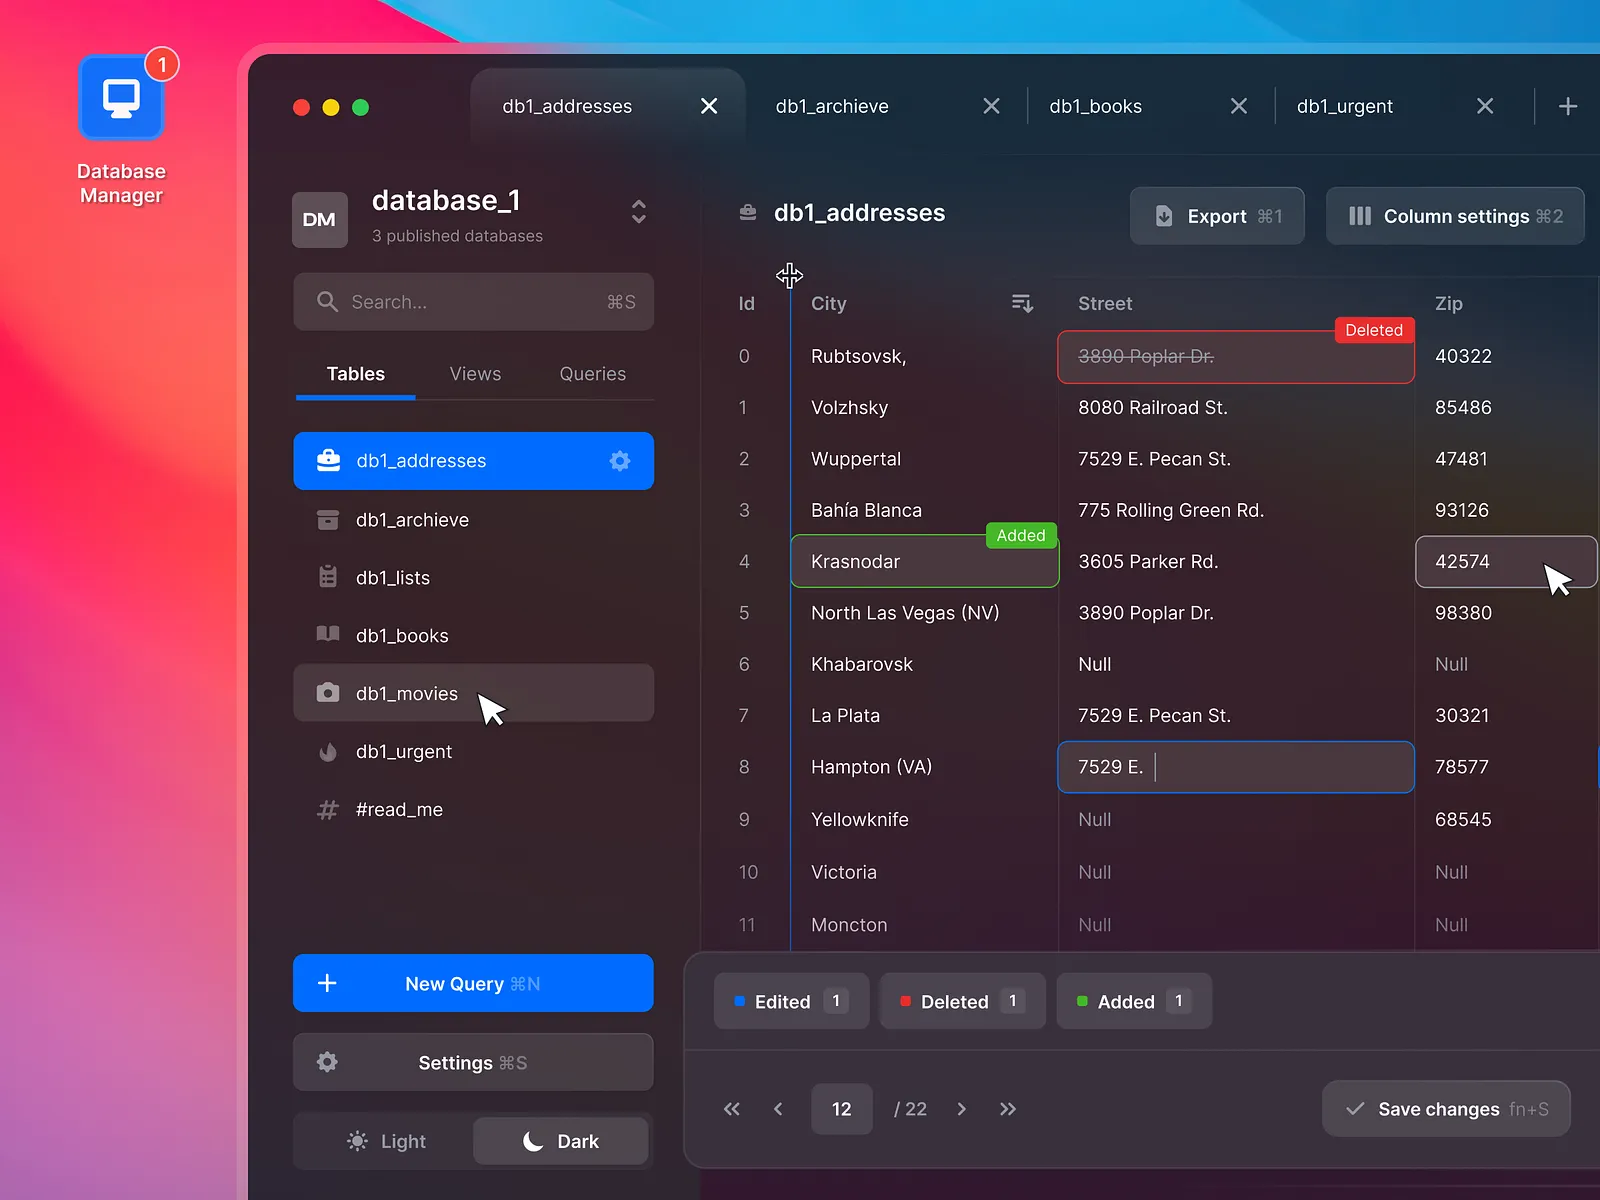 1
Database
Manager
db1_addresses
db1_archieve
db1_books
db1_urgent
DM
database_1
3 published databases
Search... ⌘S
Tables Views Queries
db1_addresses
db1_archieve
db1_lists
db1_books
db1_movies
db1_urgent
#read_me
New Query ⌘N
Settings ⌘S
Light Dark
db1_addresses
Export ⌘1
Column settings ⌘2
Id City Street Zip
Deleted
0 Rubtsovsk, 3890 Poplar Dr. 40322
1 Volzhsky 8080 Railroad St. 85486
2 Wuppertal 7529 E. Pecan St. 47481
3 Bahía Blanca 775 Rolling Green Rd. 93126
Added
4 Krasnodar 3605 Parker Rd. 42574
5 North Las Vegas (NV) 3890 Poplar Dr. 98380
6 Khabarovsk Null Null
7 La Plata 7529 E. Pecan St. 30321
8 Hampton (VA) 7529 E. 78577
9 Yellowknife Null 68545
10 Victoria Null Null
11 Moncton Null Null
Edited 1 Deleted 1 Added 1
12 / 22
Save changes fn+S